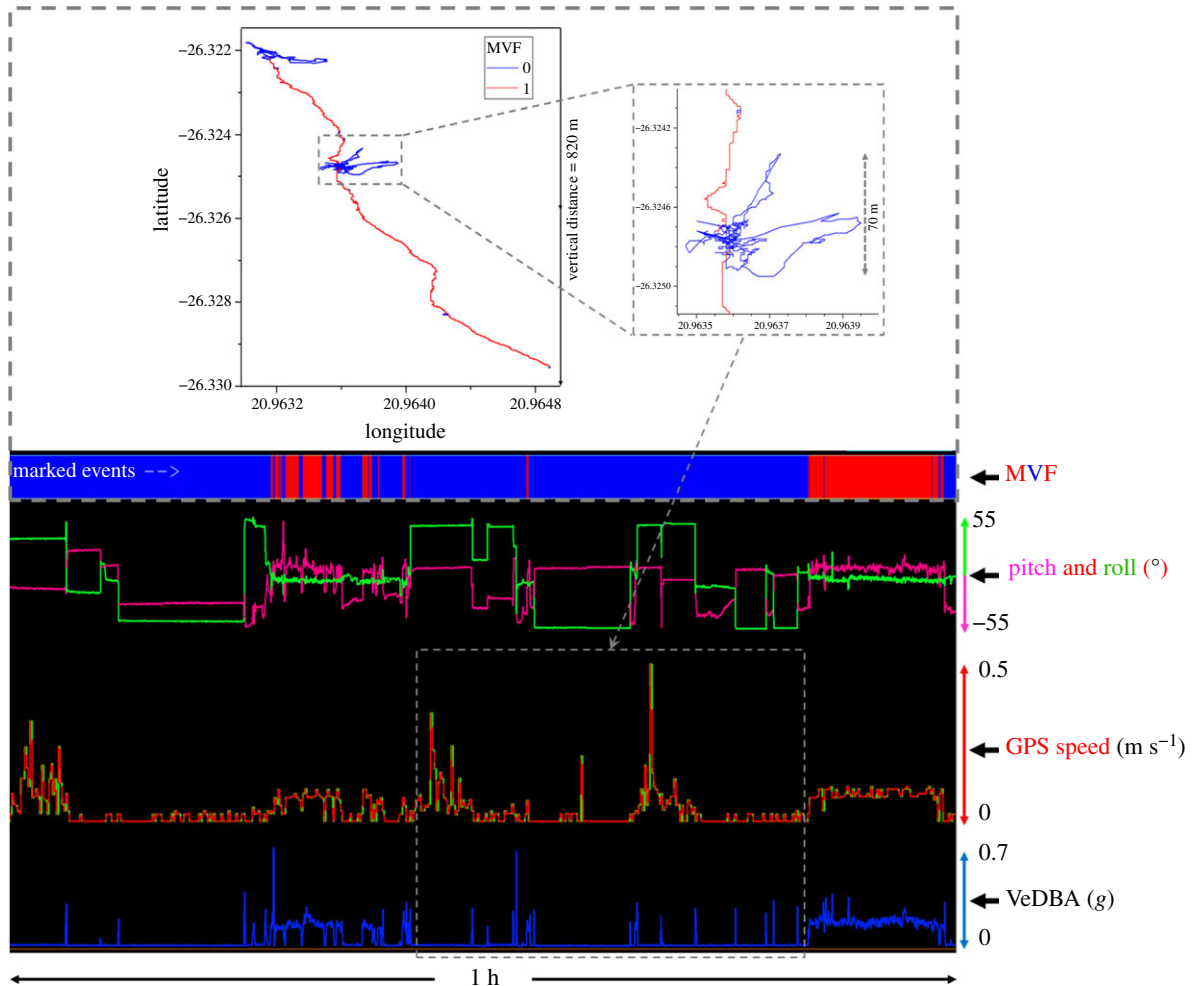 MVF
0
1
−26.322
−26.324
−26.326
−26.328
−26.330
latitude
20.9632
20.9640
20.9648
longitude
vertical distance = 820 m
−26.3242
−26.3246
−26.3250
20.9635
20.9637
20.9639
70 m
marked events
MVF
55
pitch and roll (°)
−55
0.5
GPS speed (m s−1)
0
0.7
VeDBA (g)
0
1 h